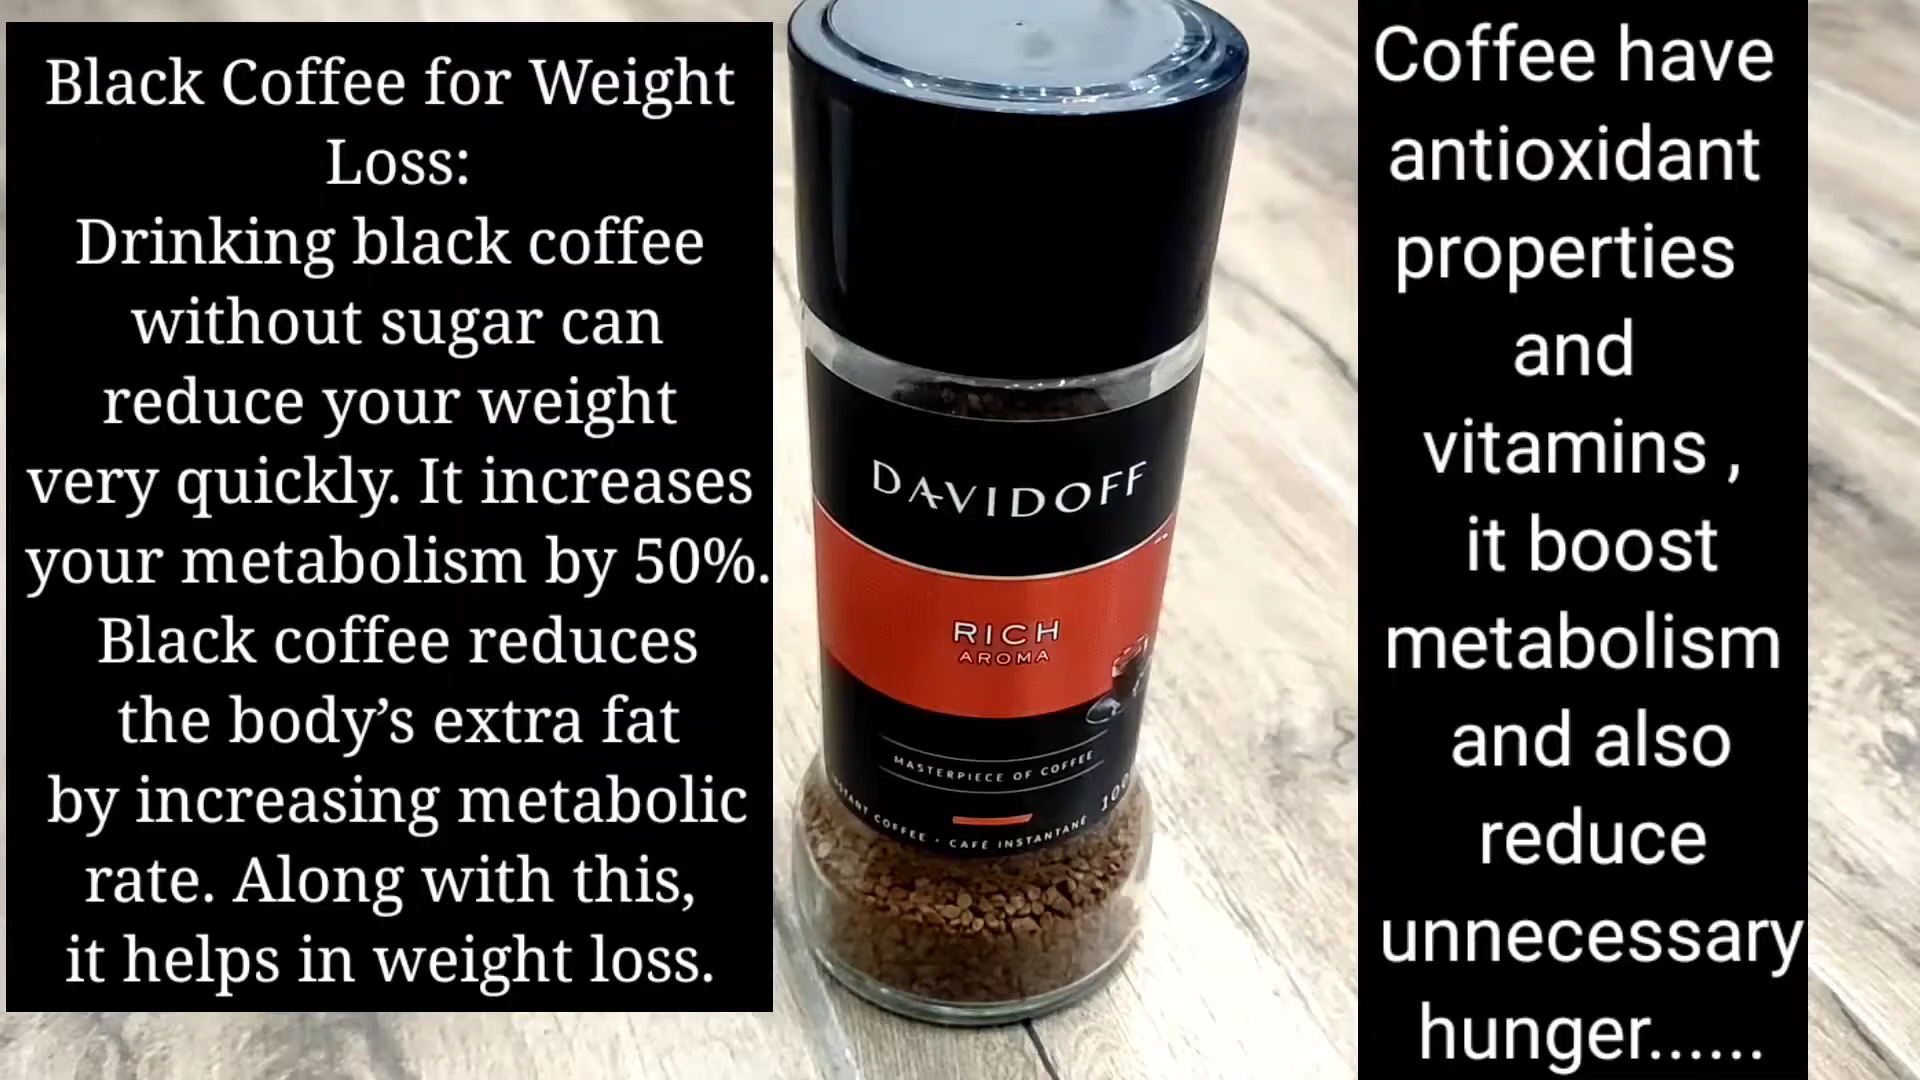 Black Coffee for Weight
Loss:
Drinking black coffee
without sugar can
reduce your weight
very quickly. It increases
your metabolism by 50%.
Black coffee reduces
the body’s extra fat
by increasing metabolic
rate. Along with this,
it helps in weight loss.
DAVIDOFF
RICH
AROMA
MASTERPIECE OF COFFEE
COFFEE · CAFÉ INSTANTANÉ
Coffee have
antioxidant
properties
and
vitamins ,
it boost
metabolism
and also
reduce
unnecessary
hunger......